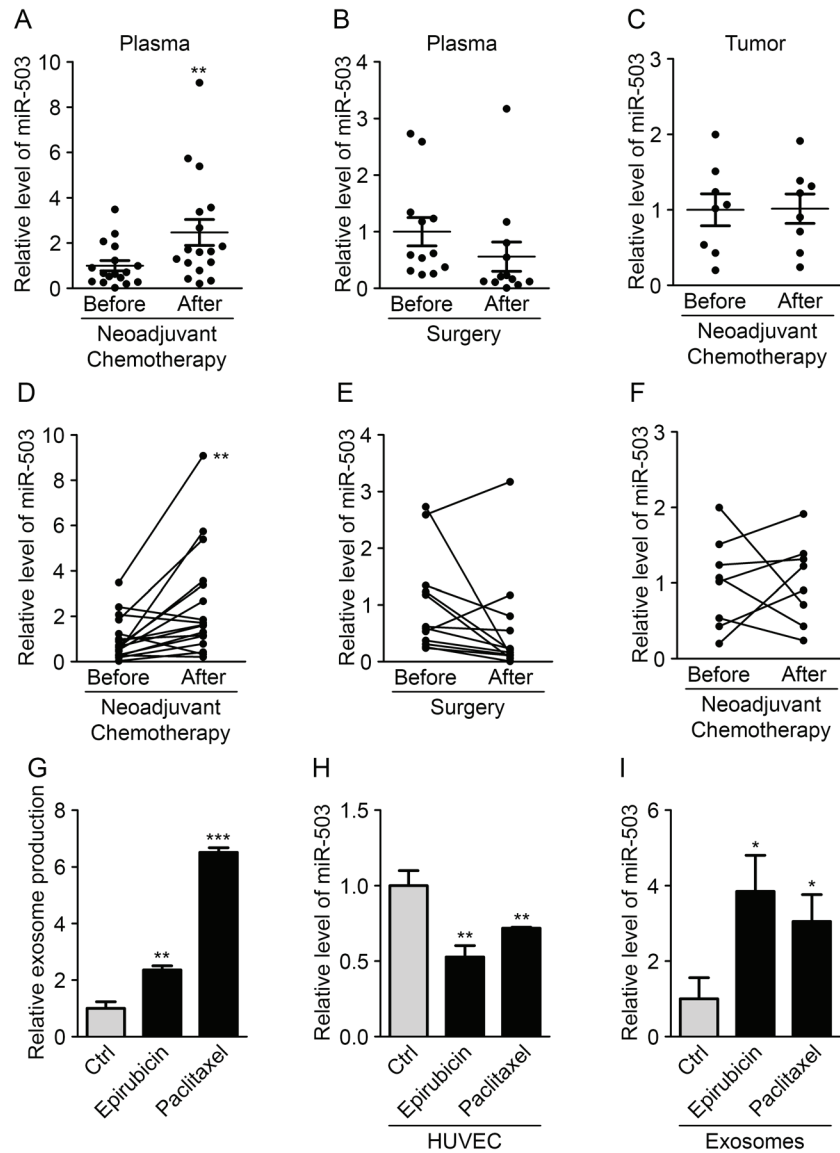 A
Plasma
Relative level of miR-503
10
8
6
4
2
0
**
Before After
Neoadjuvant
Chemotherapy
B
Plasma
Relative level of miR-503
4
3
2
1
0
Before After
Surgery
C
Tumor
Relative level of miR-503
3
2
1
0
Before After
Neoadjuvant
Chemotherapy
D
Relative level of miR-503
10
8
6
4
2
0
**
Before After
Neoadjuvant
Chemotherapy
E
Relative level of miR-503
4
3
2
1
0
Before After
Surgery
F
Relative level of miR-503
3
2
1
0
Before After
Neoadjuvant
Chemotherapy
G
Relative exosome production
8
6
4
2
0
**
***
Ctrl
Epirubicin
Paclitaxel
H
Relative level of miR-503
1.5
1.0
0.5
0.0
**
**
Ctrl
Epirubicin
Paclitaxel
HUVEC
I
Relative level of miR-503
6
4
2
0
*
*
Ctrl
Epirubicin
Paclitaxel
Exosomes